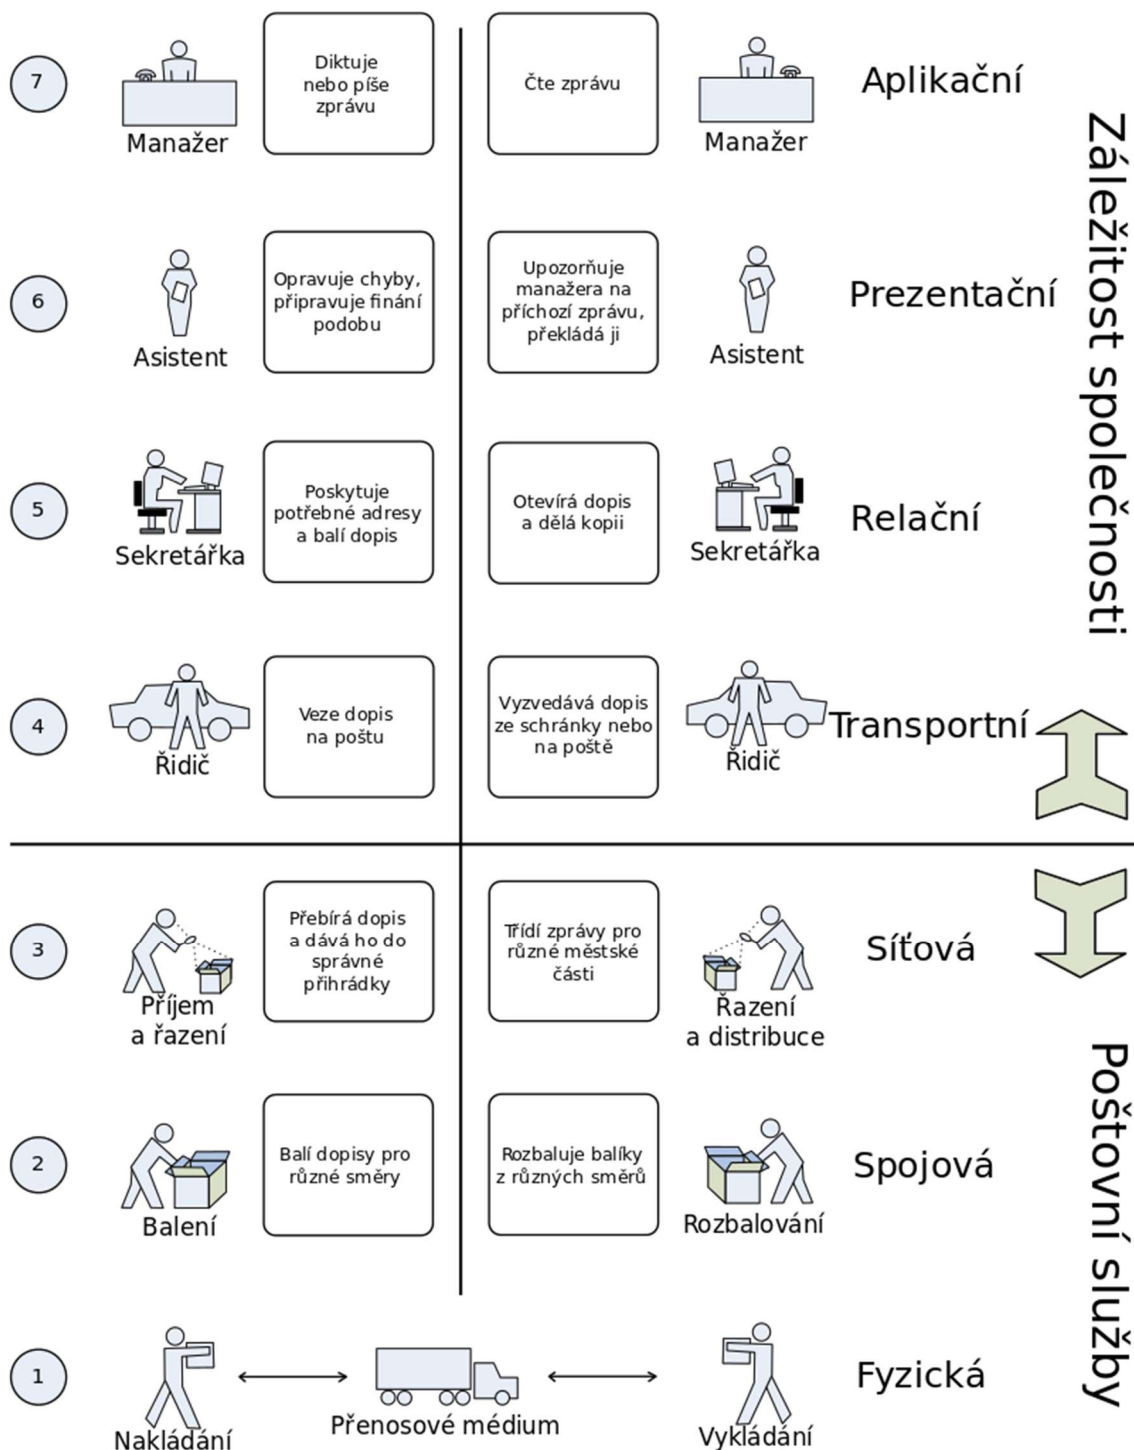 7
Manažer
Diktuje
nebo píše
zprávu
Čte zprávu
Manažer
Aplikační
6
Asistent
Opravuje chyby,
připravuje finání
podobu
Upozorňuje
manažera na
příchozí zprávu,
překládá ji
Asistent
Prezentační
5
Sekretářka
Poskytuje
potřebné adresy
a balí dopis
Otevírá dopis
a dělá kopii
Sekretářka
Relační
4
Řidič
Veze dopis
na poštu
Vyzvedává dopis
ze schránky nebo
na poště
Řidič
Transportní
Záležitost společnosti
3
Příjem
a řazení
Přebírá dopis
a dává ho do
správné
přihrádky
Třídí zprávy pro
různé městské
části
Řazení
a distribuce
Síťová
2
Balení
Balí dopisy pro
různé směry
Rozbaluje balíky
z různých směrů
Rozbalování
Spojová
1
Nakládání
Přenosové médium
Vykládání
Fyzická
Poštovní služby